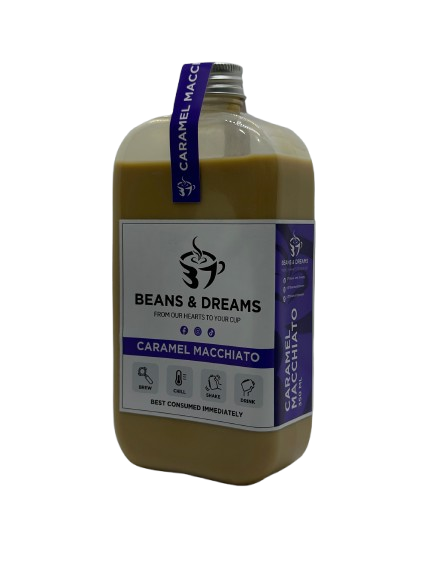 CARAMEL MACC
BEANS & DREAMS
FROM OUR HEARTS TO YOUR CUP
CARAMEL MACCHIATO
BREW
CHILL
SHAKE
DRINK
BEST CONSUMED IMMEDIATELY
BEANS & DREAMS
CARAMEL
MACCHIATO